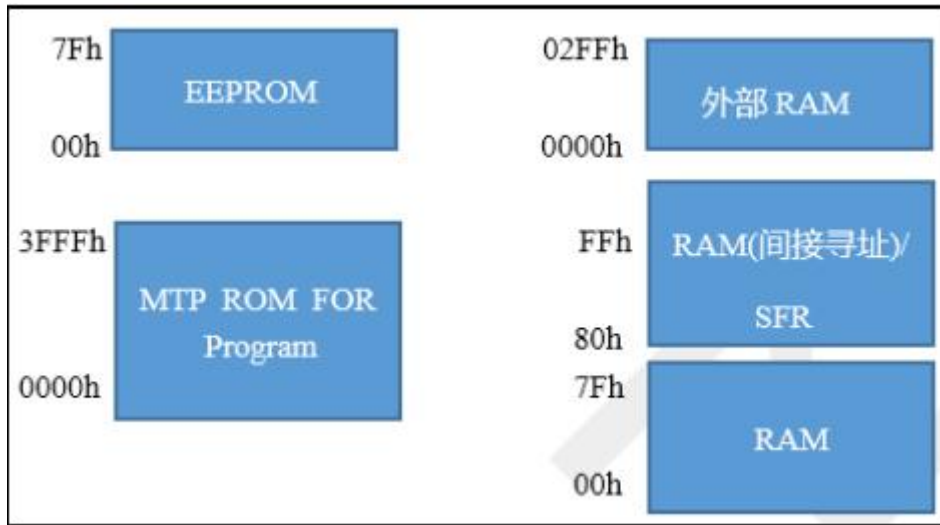 7Fh
EEPROM
00h
3FFFh
MTP ROM FOR
Program
0000h
02FFh
外部 RAM
0000h
FFh
RAM(间接寻址)/
SFR
80h
7Fh
RAM
00h